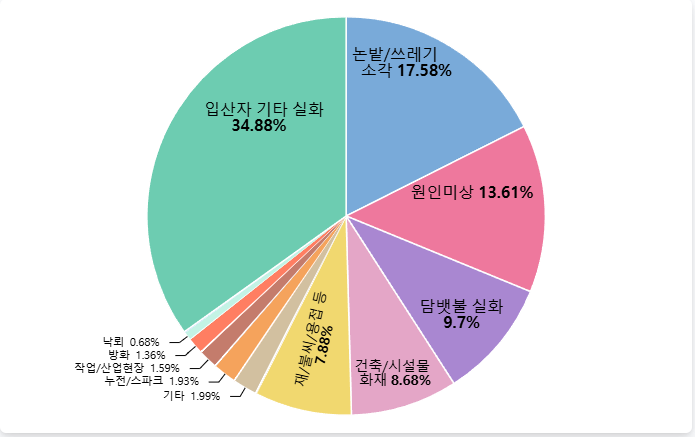 논밭/쓰레기
소각 17.58%
입산자 기타 실화
34.88%
원인미상 13.61%
담뱃불 실화
9.7%
재/불씨/용접 등
7.88%
건축/시설물
화재 8.68%
낙뢰 0.68%
방화 1.36%
작업/산업현장 1.59%
누전/스파크 1.93%
기타 1.99%